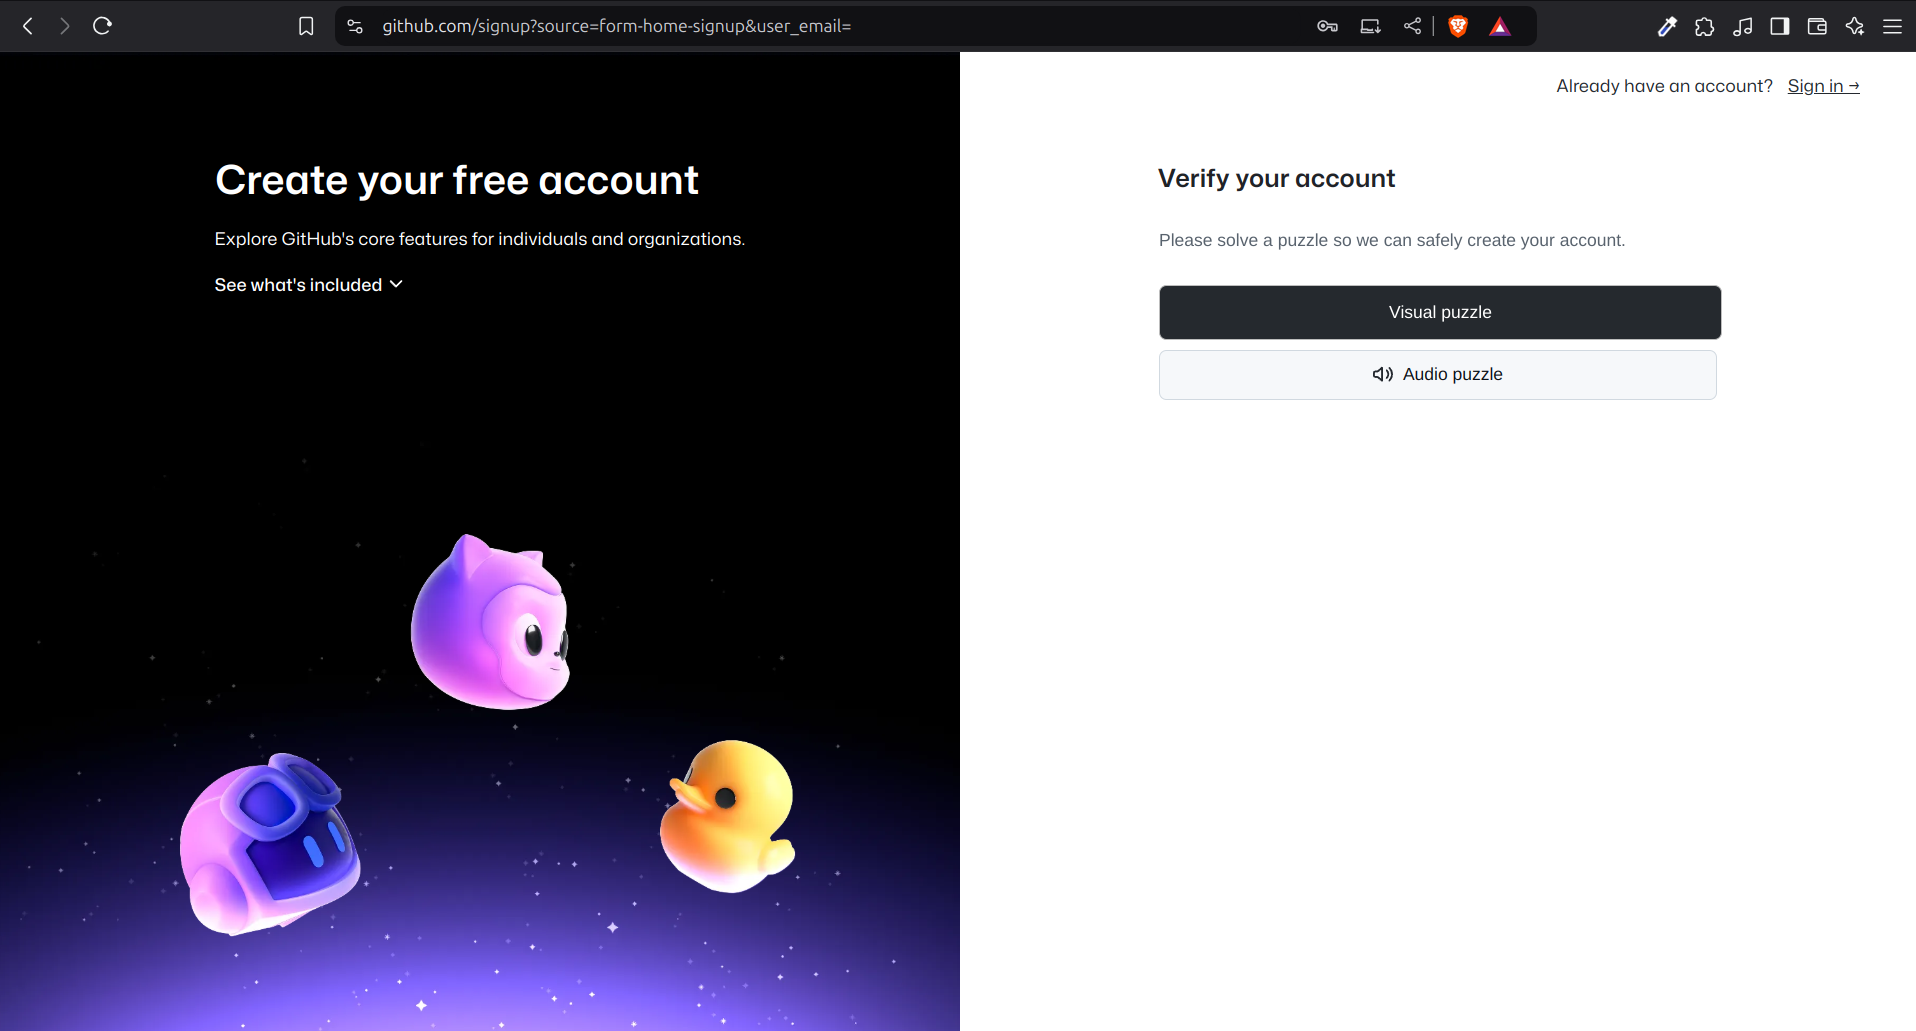 github.com/signup?source=form-home-signup&user_email=
Already have an account? Sign in →
Create your free account
Explore GitHub's core features for individuals and organizations.
See what's included
Verify your account
Please solve a puzzle so we can safely create your account.
Visual puzzle
Audio puzzle